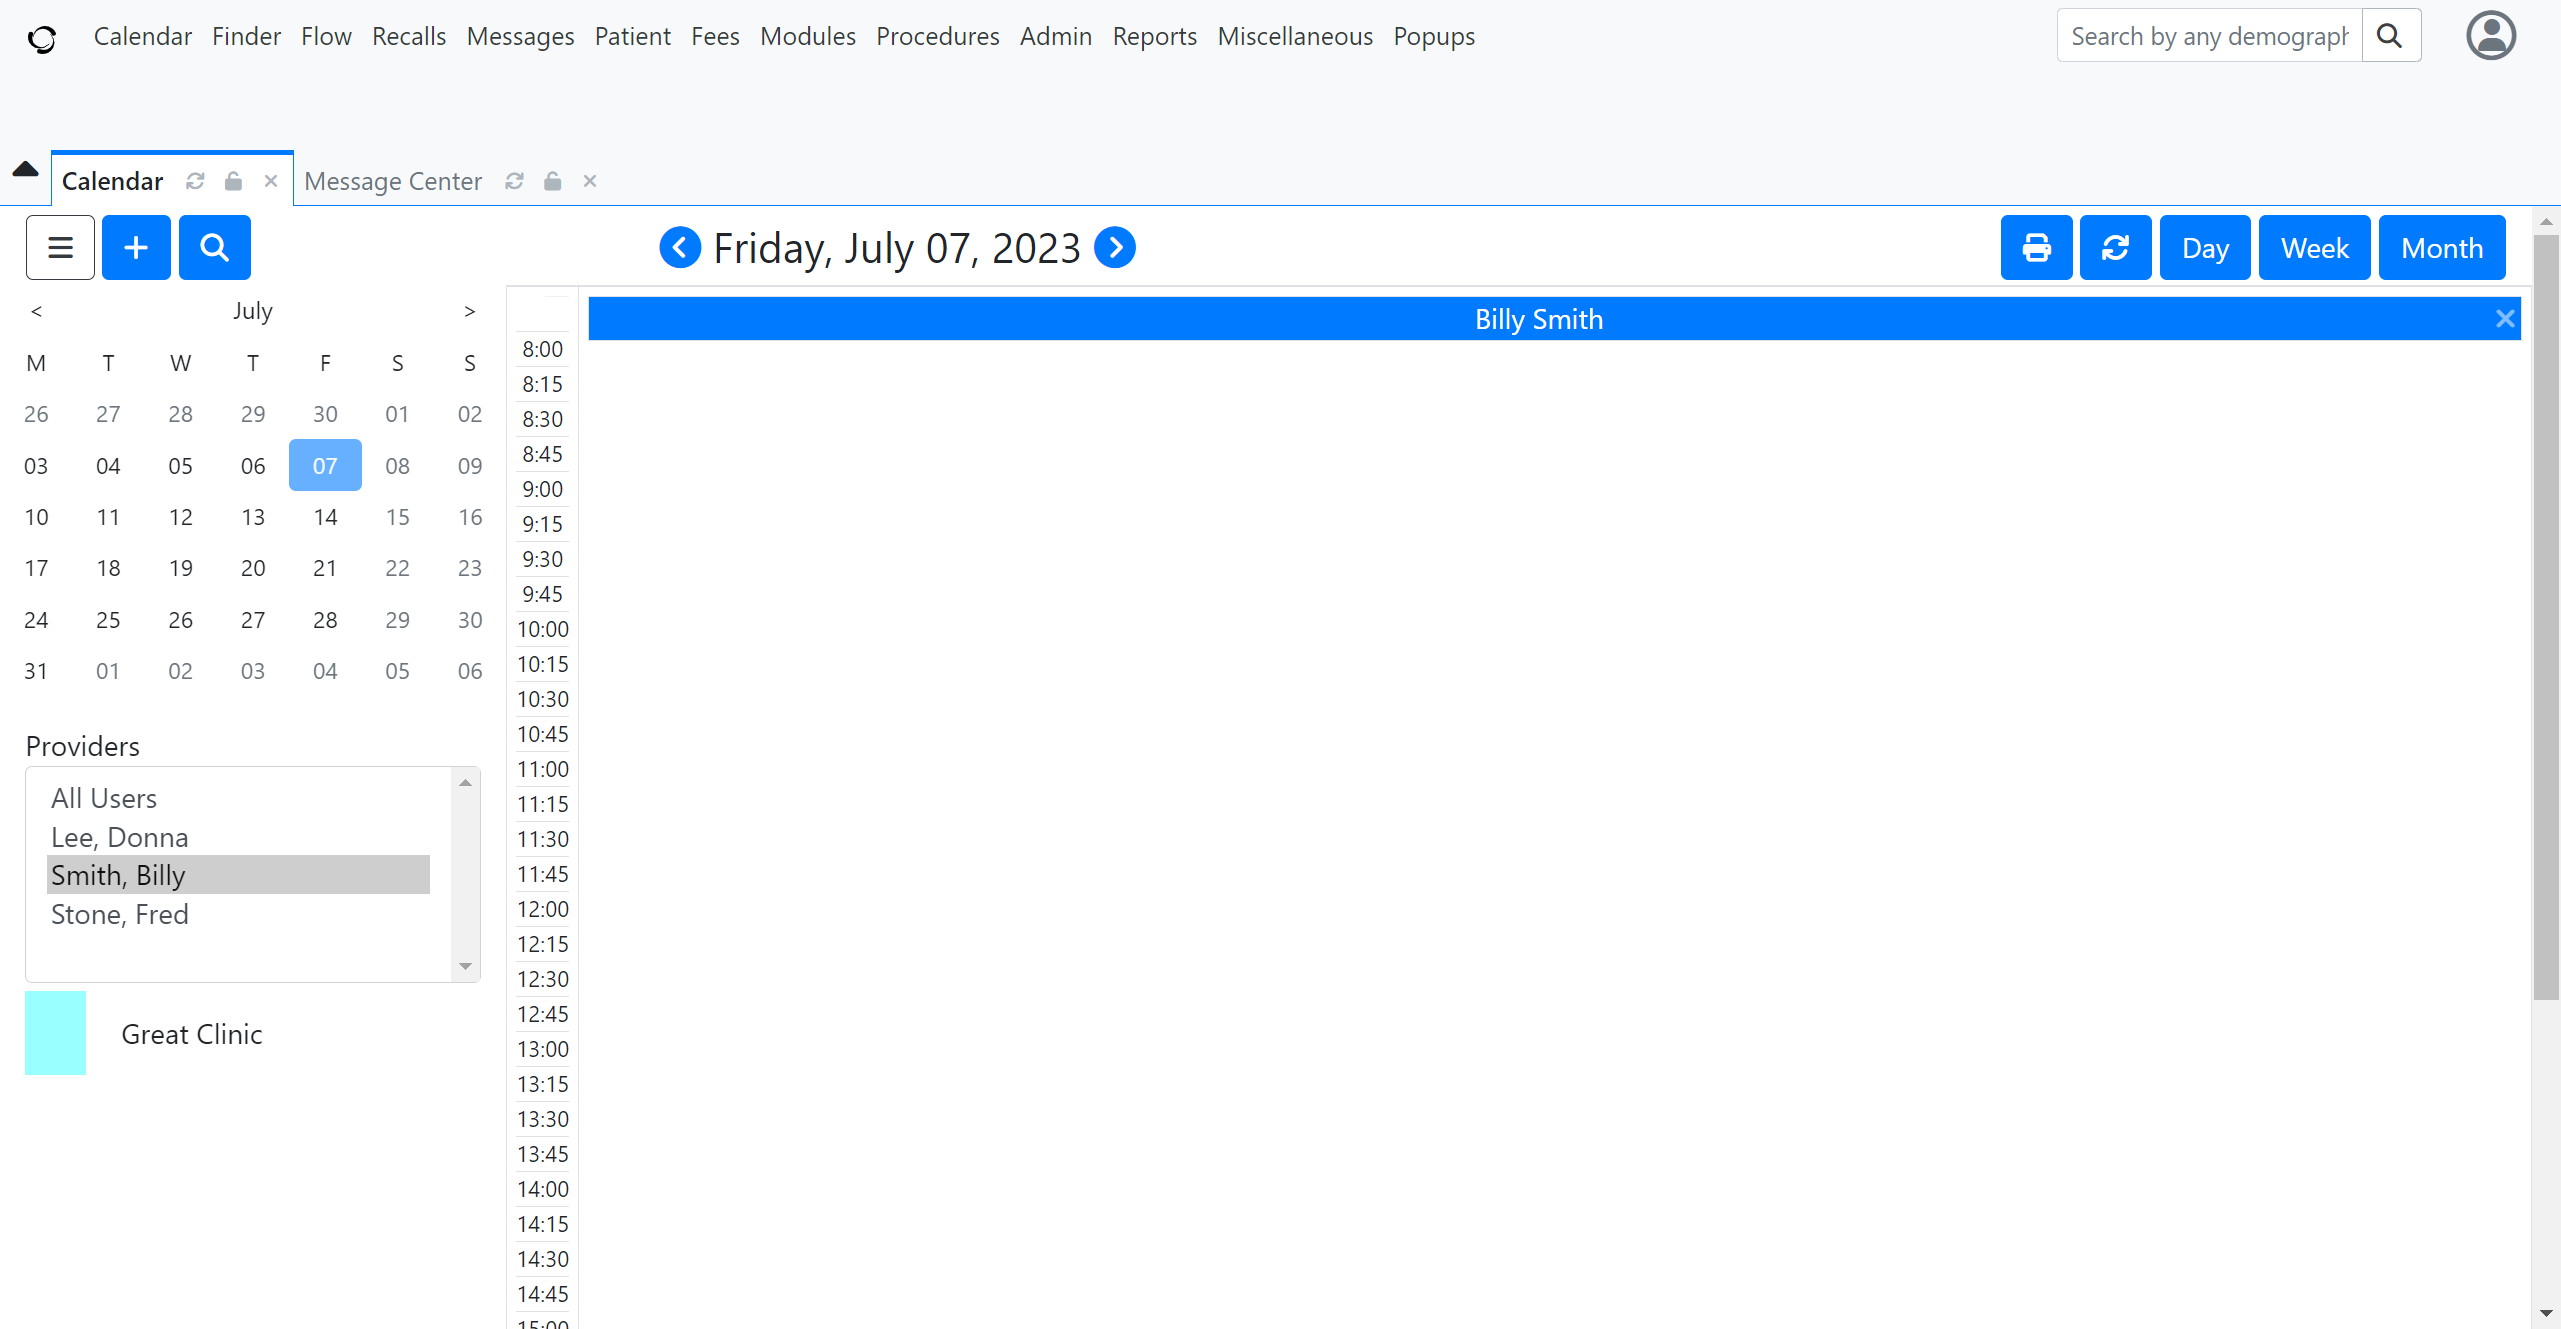 Calendar Finder Flow Recalls Messages Patient Fees Modules Procedures Admin Reports Miscellaneous Popups
Search by any demograph
Calendar
Message Center
Friday, July 07, 2023
Day
Week
Month
< July >
M T W T F S S
26 27 28 29 30 01 02
03 04 05 06 07 08 09
10 11 12 13 14 15 16
17 18 19 20 21 22 23
24 25 26 27 28 29 30
31 01 02 03 04 05 06
Providers
All Users
Lee, Donna
Smith, Billy
Stone, Fred
Great Clinic
Billy Smith
8:00
8:15
8:30
8:45
9:00
9:15
9:30
9:45
10:00
10:15
10:30
10:45
11:00
11:15
11:30
11:45
12:00
12:15
12:30
12:45
13:00
13:15
13:30
13:45
14:00
14:15
14:30
14:45
15:00